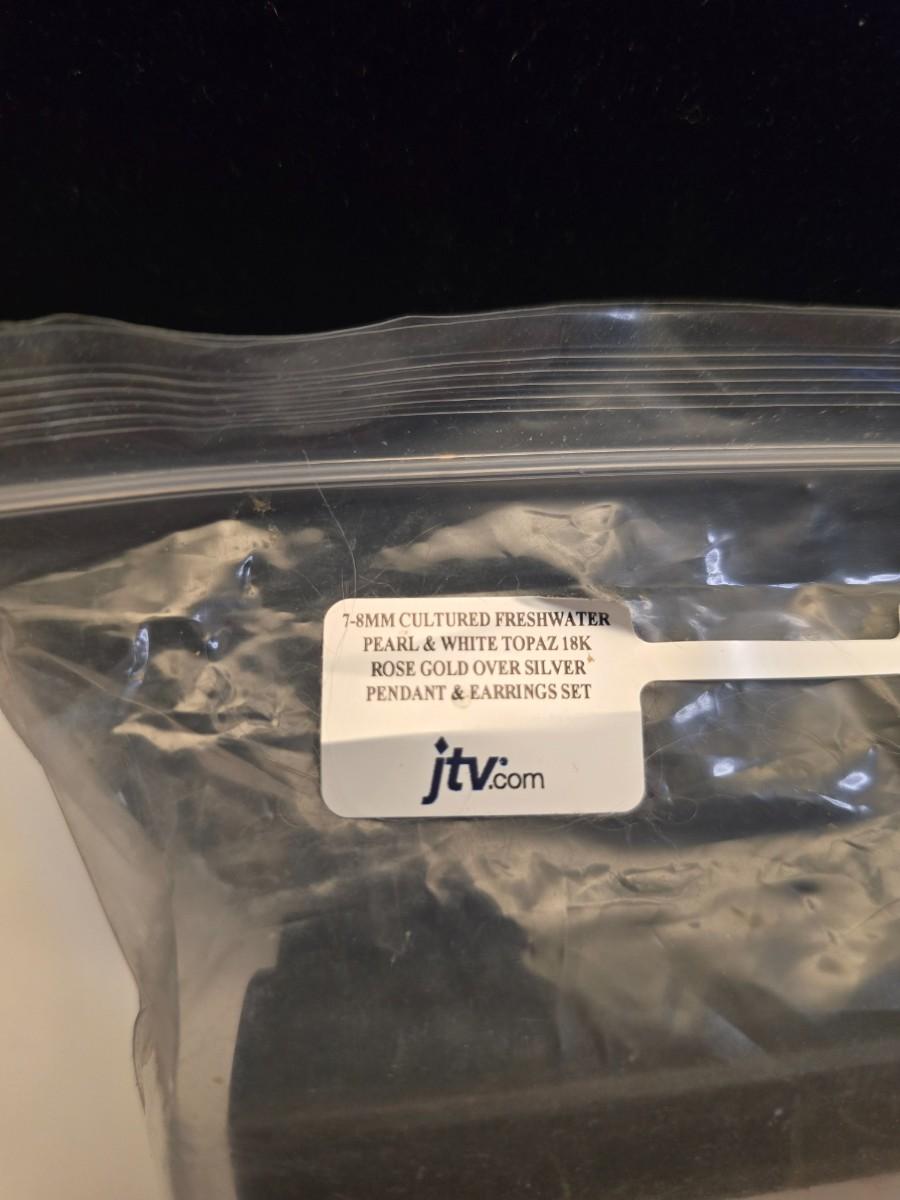 7-8MM CULTURED FRESHWATER
PEARL & WHITE TOPAZ 18K
ROSE GOLD OVER SILVER
PENDANT & EARRINGS SET
jtv.com